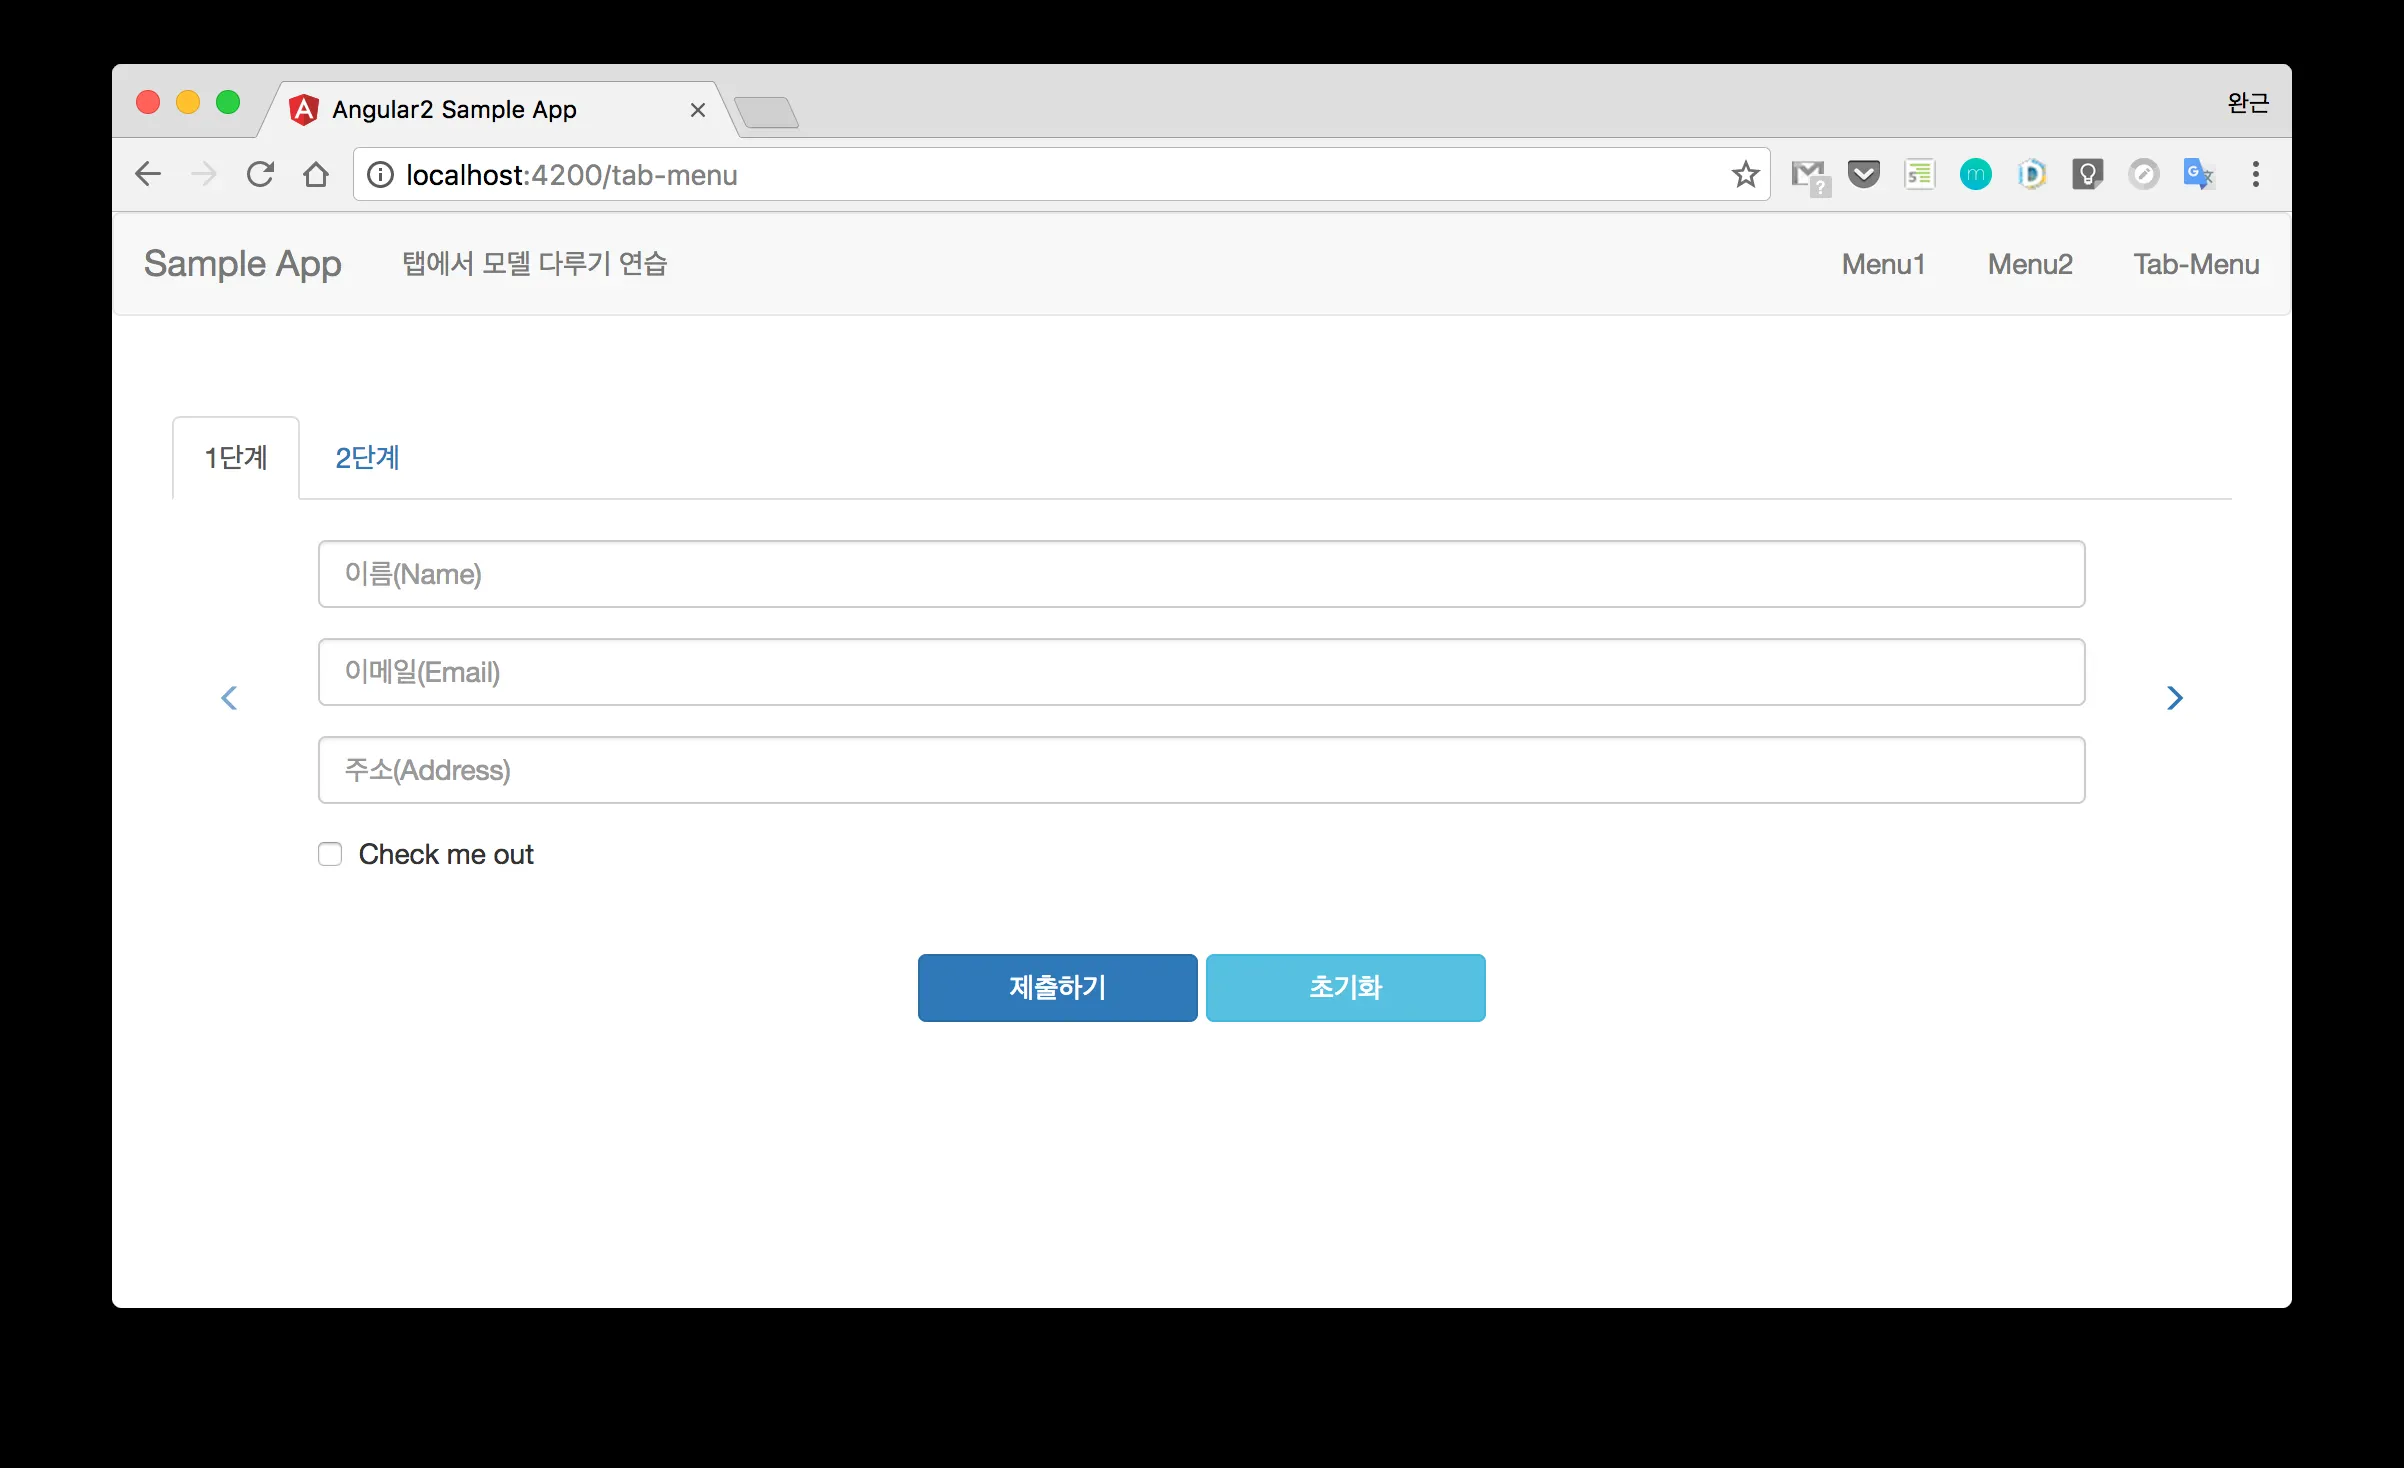 Angular2 Sample App
완근
localhost:4200/tab-menu
Sample App 탭에서 모델 다루기 연습 Menu1 Menu2 Tab-Menu
1단계 2단계
이름(Name)
이메일(Email)
주소(Address)
Check me out
제출하기 초기화